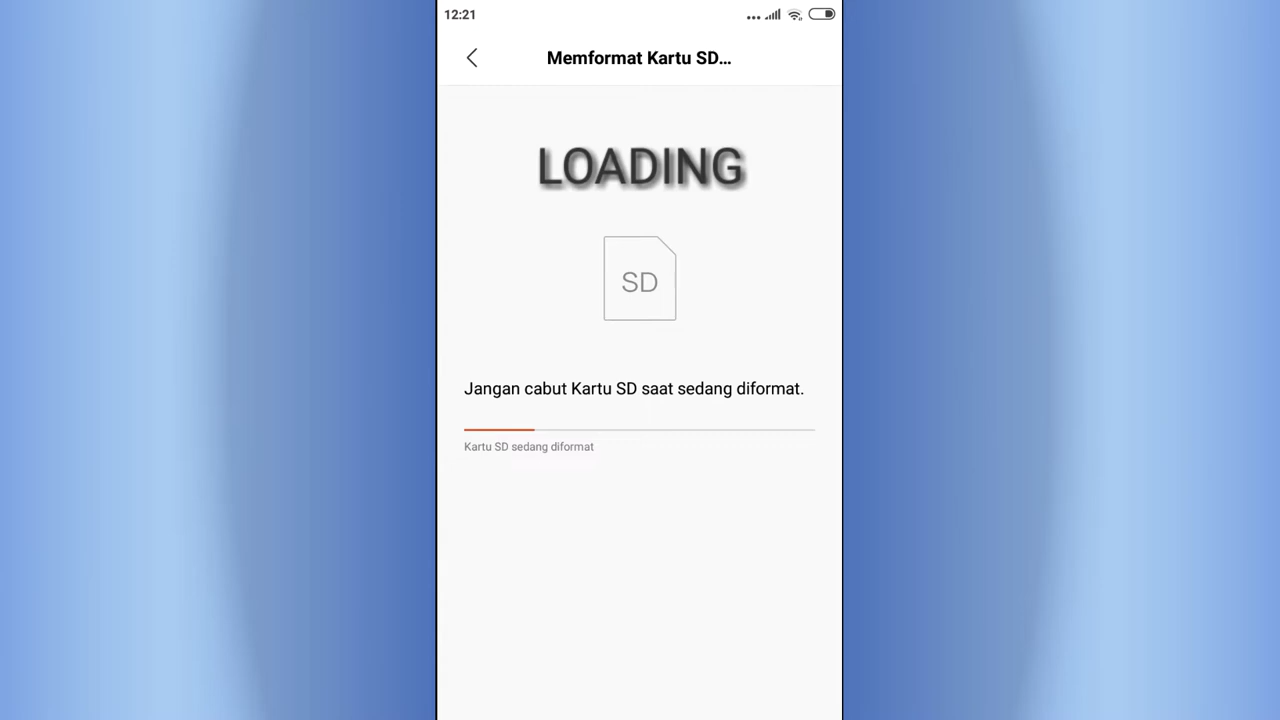 12:21
Memformat Kartu SD...
LOADING
SD
Jangan cabut Kartu SD saat sedang diformat.
Kartu SD sedang diformat